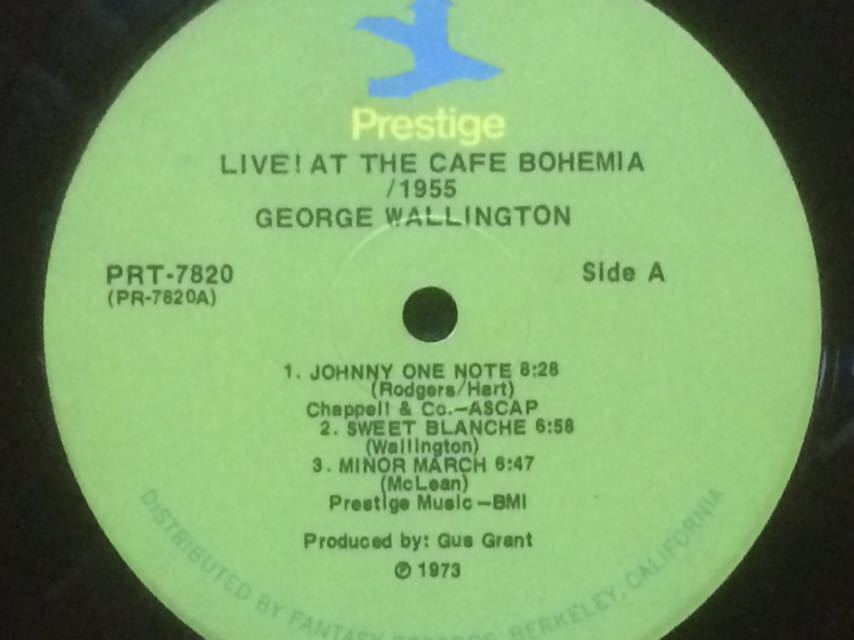 Prestige
LIVE! AT THE CAFE BOHEMIA
/1955
GEORGE WALLINGTON
PRT-7820
(PR-7820A)
Side A
1. JOHNNY ONE NOTE 8:28
(Rodgers/Hart)
Chappell & Co.—ASCAP
2. SWEET BLANCHE 6:58
(Wallington)
3. MINOR MARCH 6:47
(McLean)
Prestige Music —BMI
Produced by: Gus Grant
℗ 1973
DISTRIBUTED BY FANTASY RECORDS, BERKELEY, CALIFORNIA